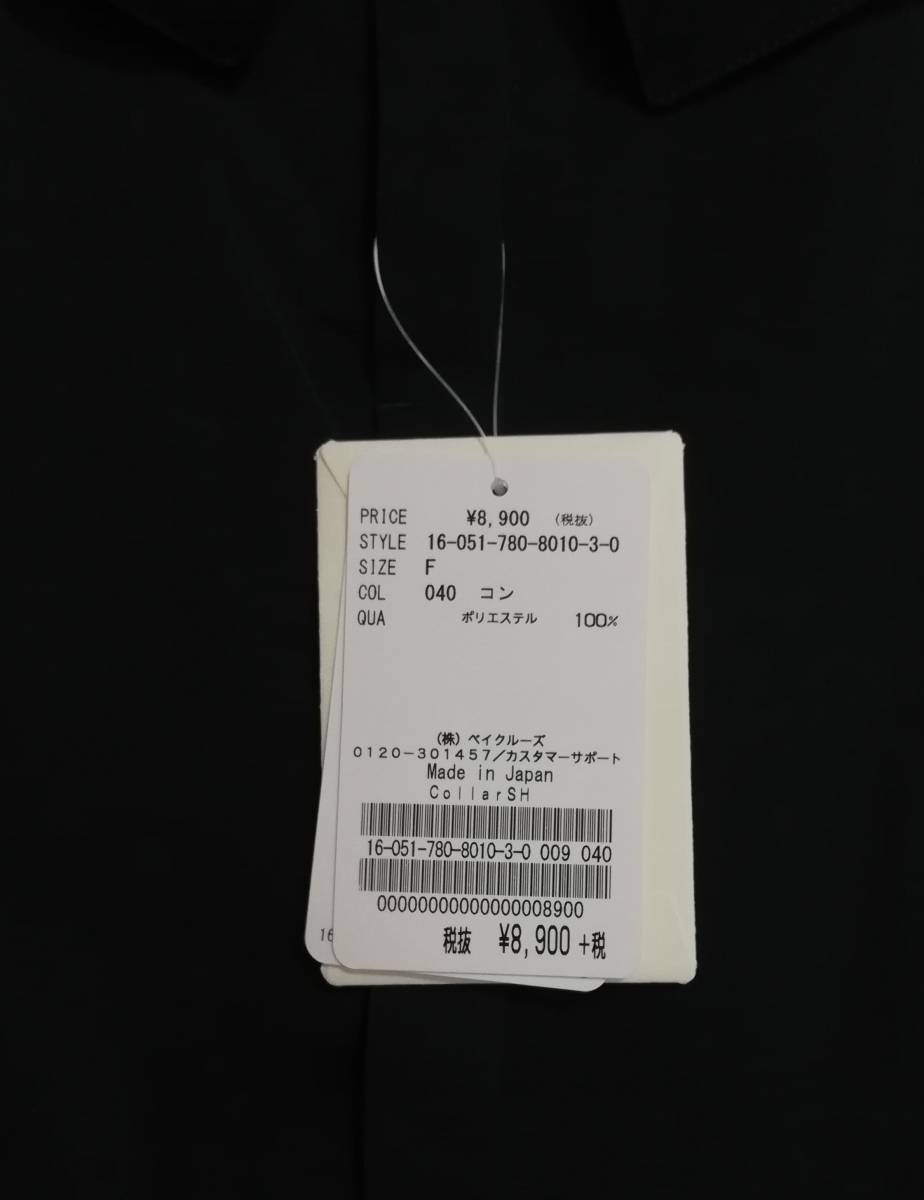 PRICE ¥8,900 (税抜)
STYLE 16-051-780-8010-3-0
SIZE F
COL 040 コン
QUA ポリエステル 100%
(株) ベイクルーズ
0120-301457/カスタマーサポート
Made in Japan
CollarSH
16-051-780-8010-3-0 009 040
00000000000000008900
税抜 ¥8,900 +税
16